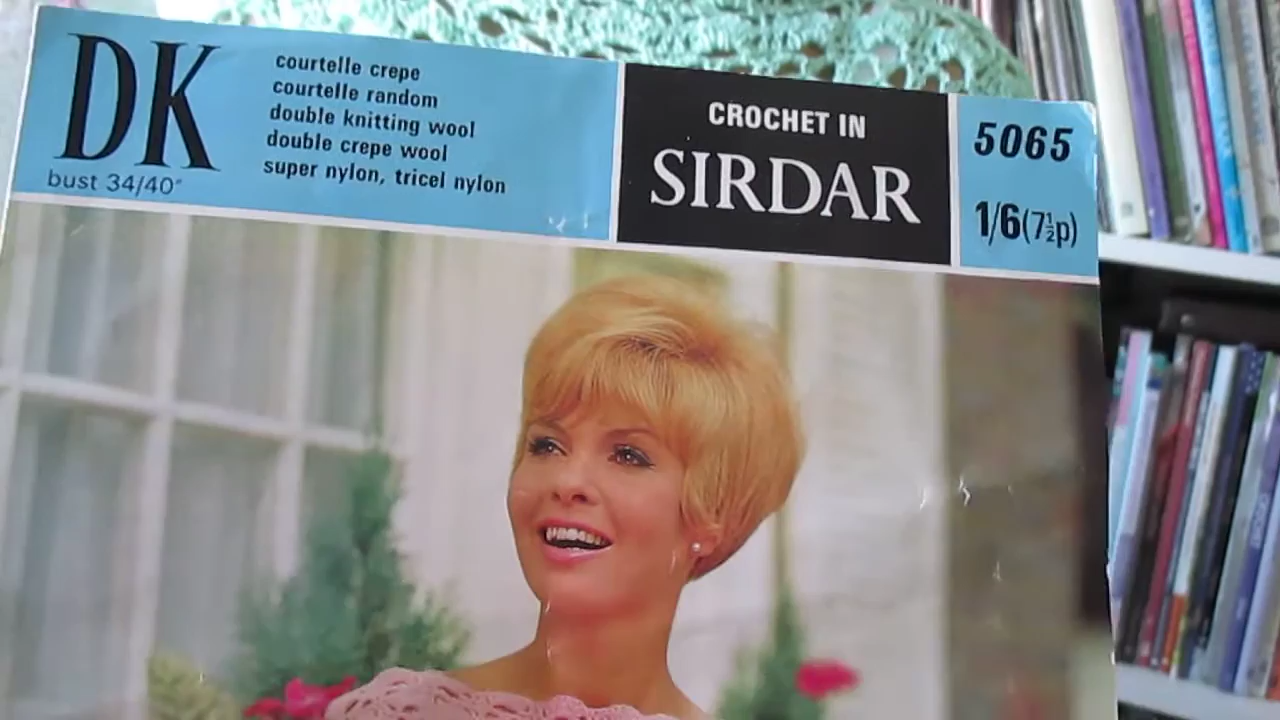 DK
bust 34/40"
courtelle crepe
courtelle random
double knitting wool
double crepe wool
super nylon, tricel nylon
CROCHET IN
SIRDAR
5065
1/6(7½p)